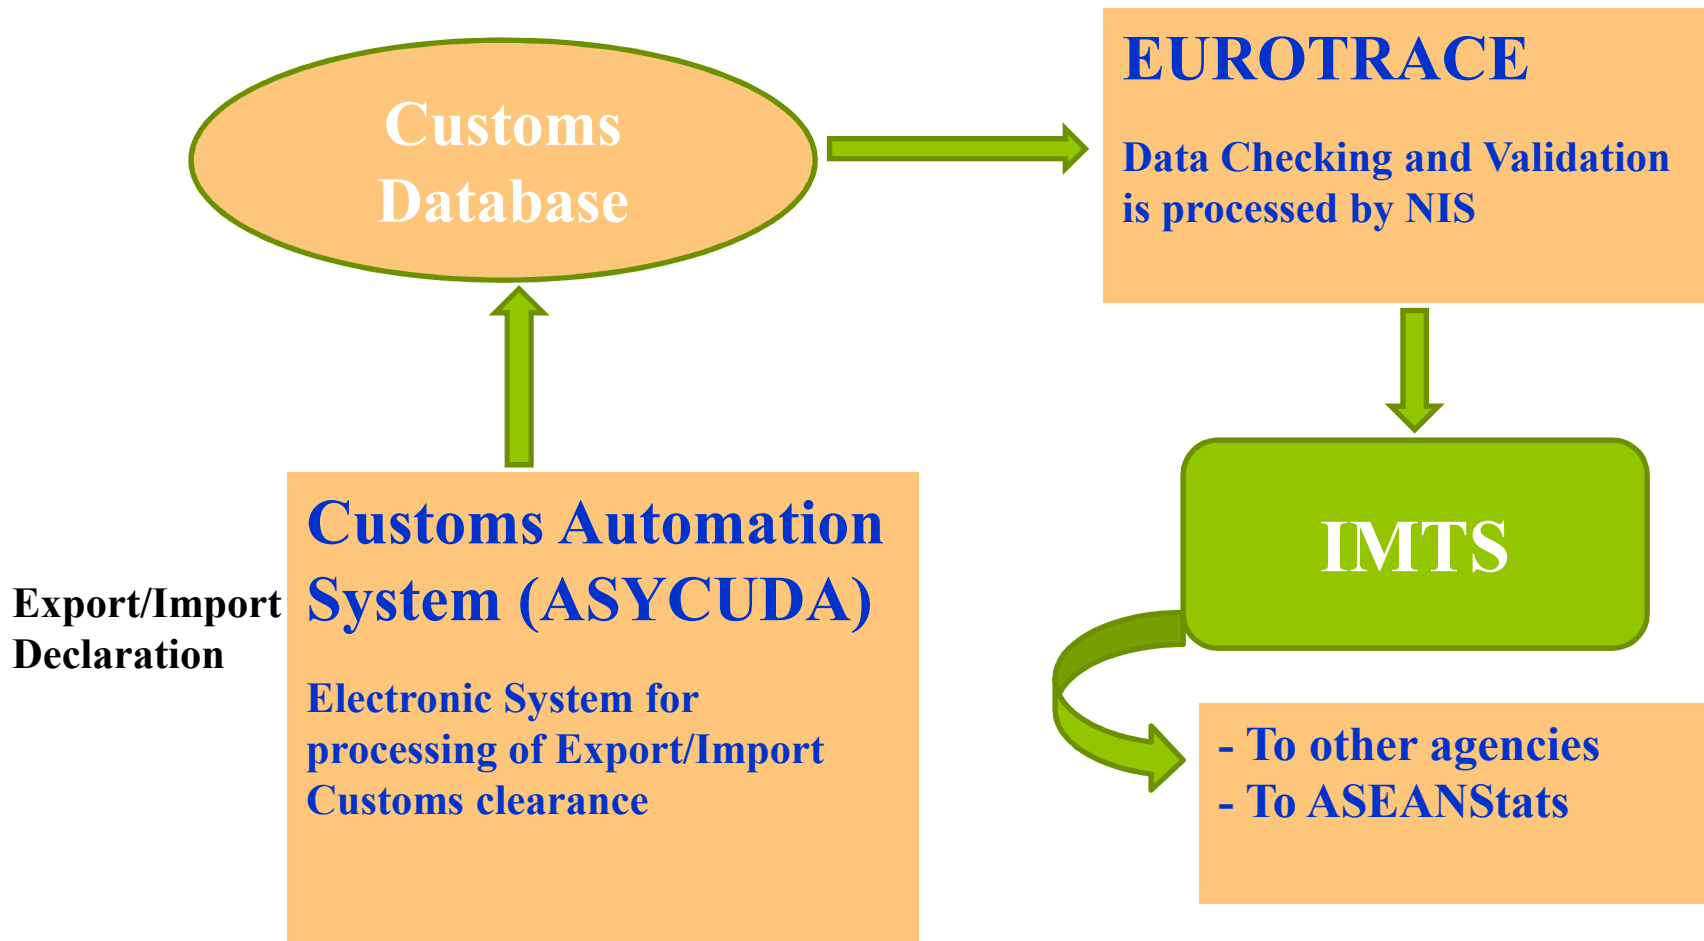 Customs
Database
EUROTRACE
Data Checking and Validation
is processed by NIS
Export/Import
Declaration
Customs Automation
System (ASYCUDA)
Electronic System for
processing of Export/Import
Customs clearance
IMTS
- To other agencies
- To ASEANStats